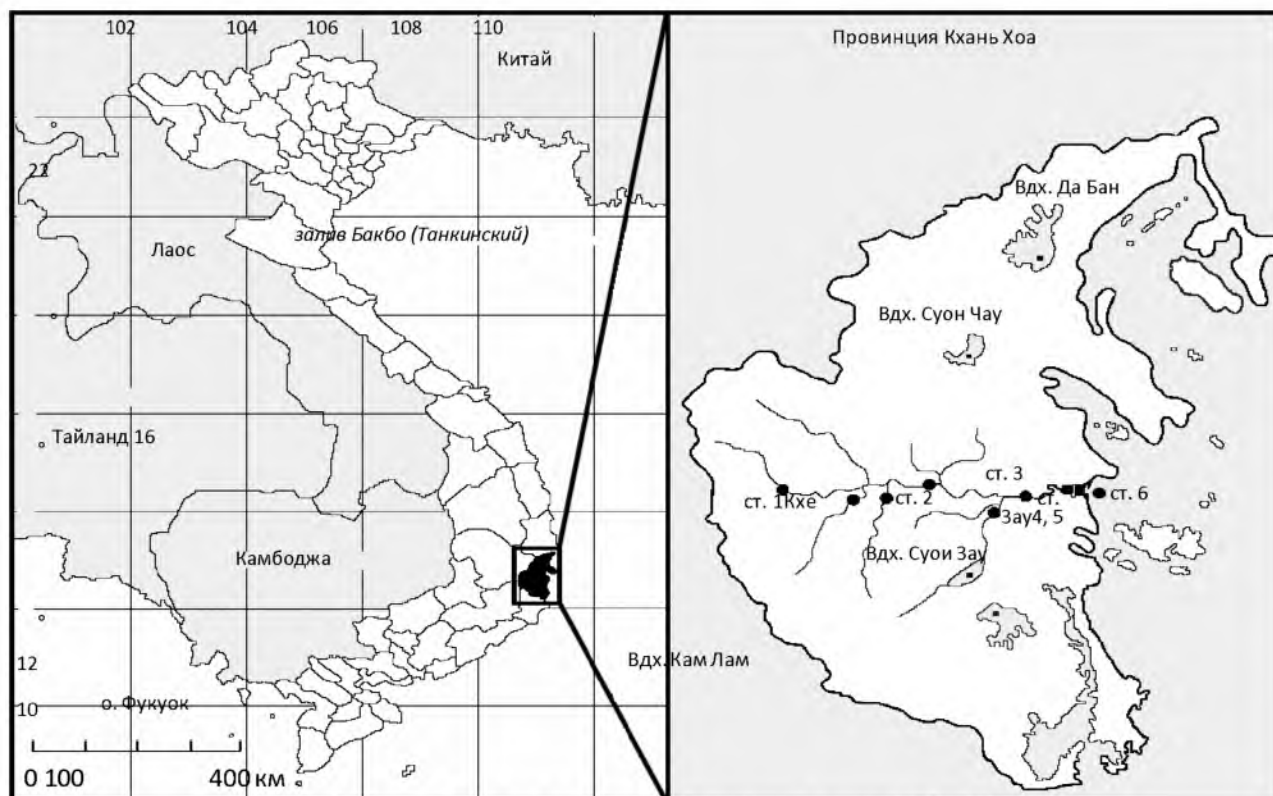 102 104 106 108 110
Китай
22
залив Бакбо (Танкинский)
Лаос
Тайланд 16
Камбоджа
12
10
о. Фукуок
0 100 400 км
Провинция Кхань Хоа
Вдх. Да Бан
Вдх. Суон Чау
ст. 3
ст. 1Кхе
ст. 2
ст.
ст. 6
Зау4, 5
Вдх. Суои Зау
Вдх. Кам Лам